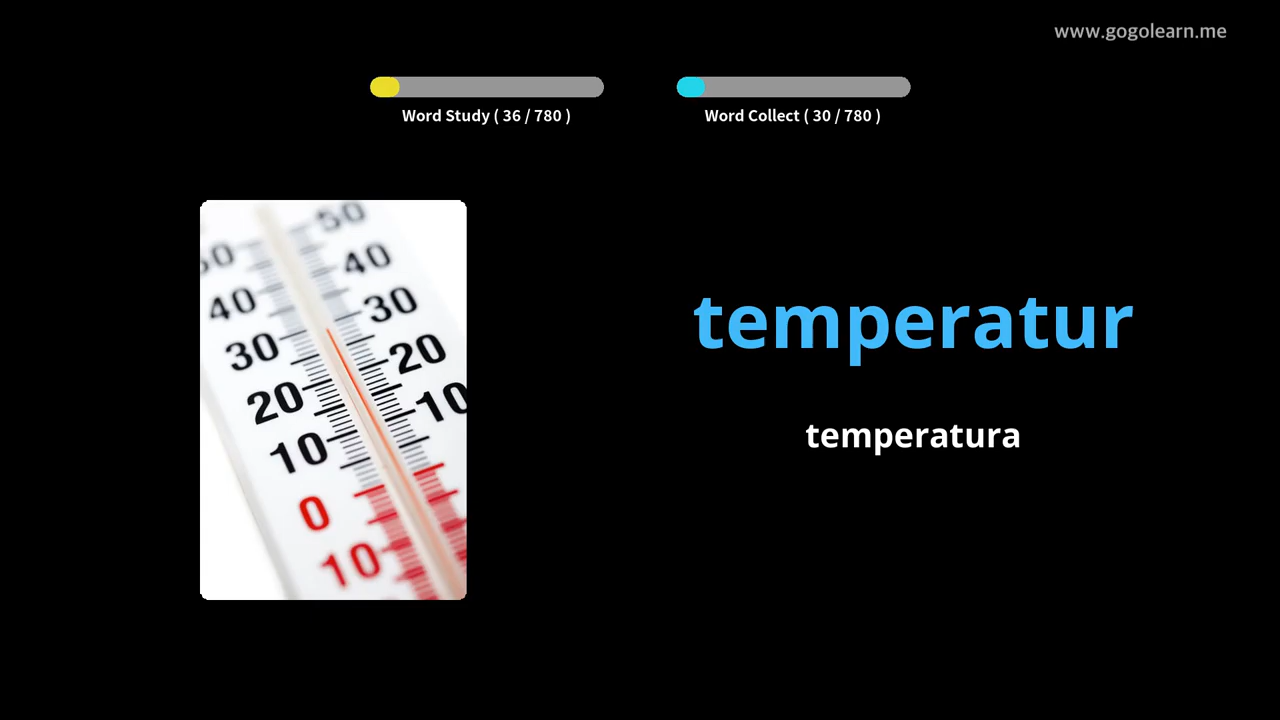 www.gogolearn.me
Word Study ( 36 / 780 )
Word Collect ( 30 / 780 )
50
50
40
40
30
30
20
20
10
10
0
10
temperatur
temperatura